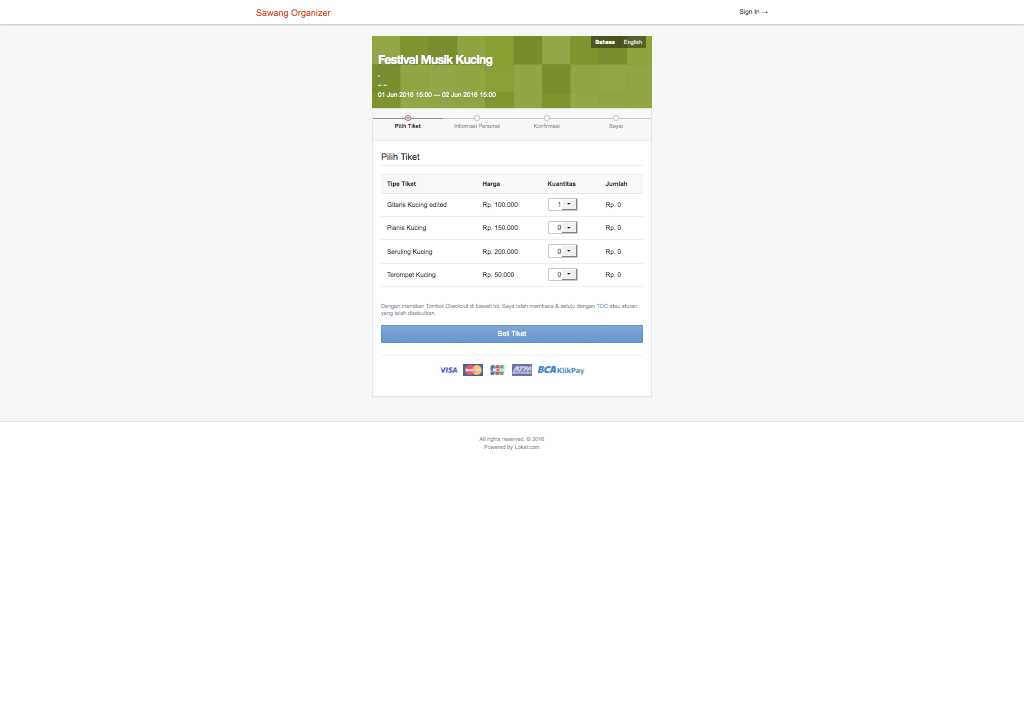 Sawang Organizer
Sign In →
Bahasa English
Festival Musik Kucing
-
-- --
01 Jun 2016 15:00 — 02 Jun 2016 15:00
Pilih Tiket Informasi Personal Konfirmasi Bayar
Pilih Tiket
Tipe Tiket Harga Kuantitas Jumlah
Gitaris Kucing edited Rp. 100.000 1 Rp. 0
Pianis Kucing Rp. 150.000 0 Rp. 0
Seruling Kucing Rp. 200.000 0 Rp. 0
Terompet Kucing Rp. 50.000 0 Rp. 0
Dengan menekan Tombol Checkout di bawah ini, Saya telah membaca & setuju dengan TOC atau aturan
yang telah disebutkan.
Beli Tiket
VISA MasterCard JCB ATM BCA KlikPay
All rights reserved. © 2016
Powered by Loket.com